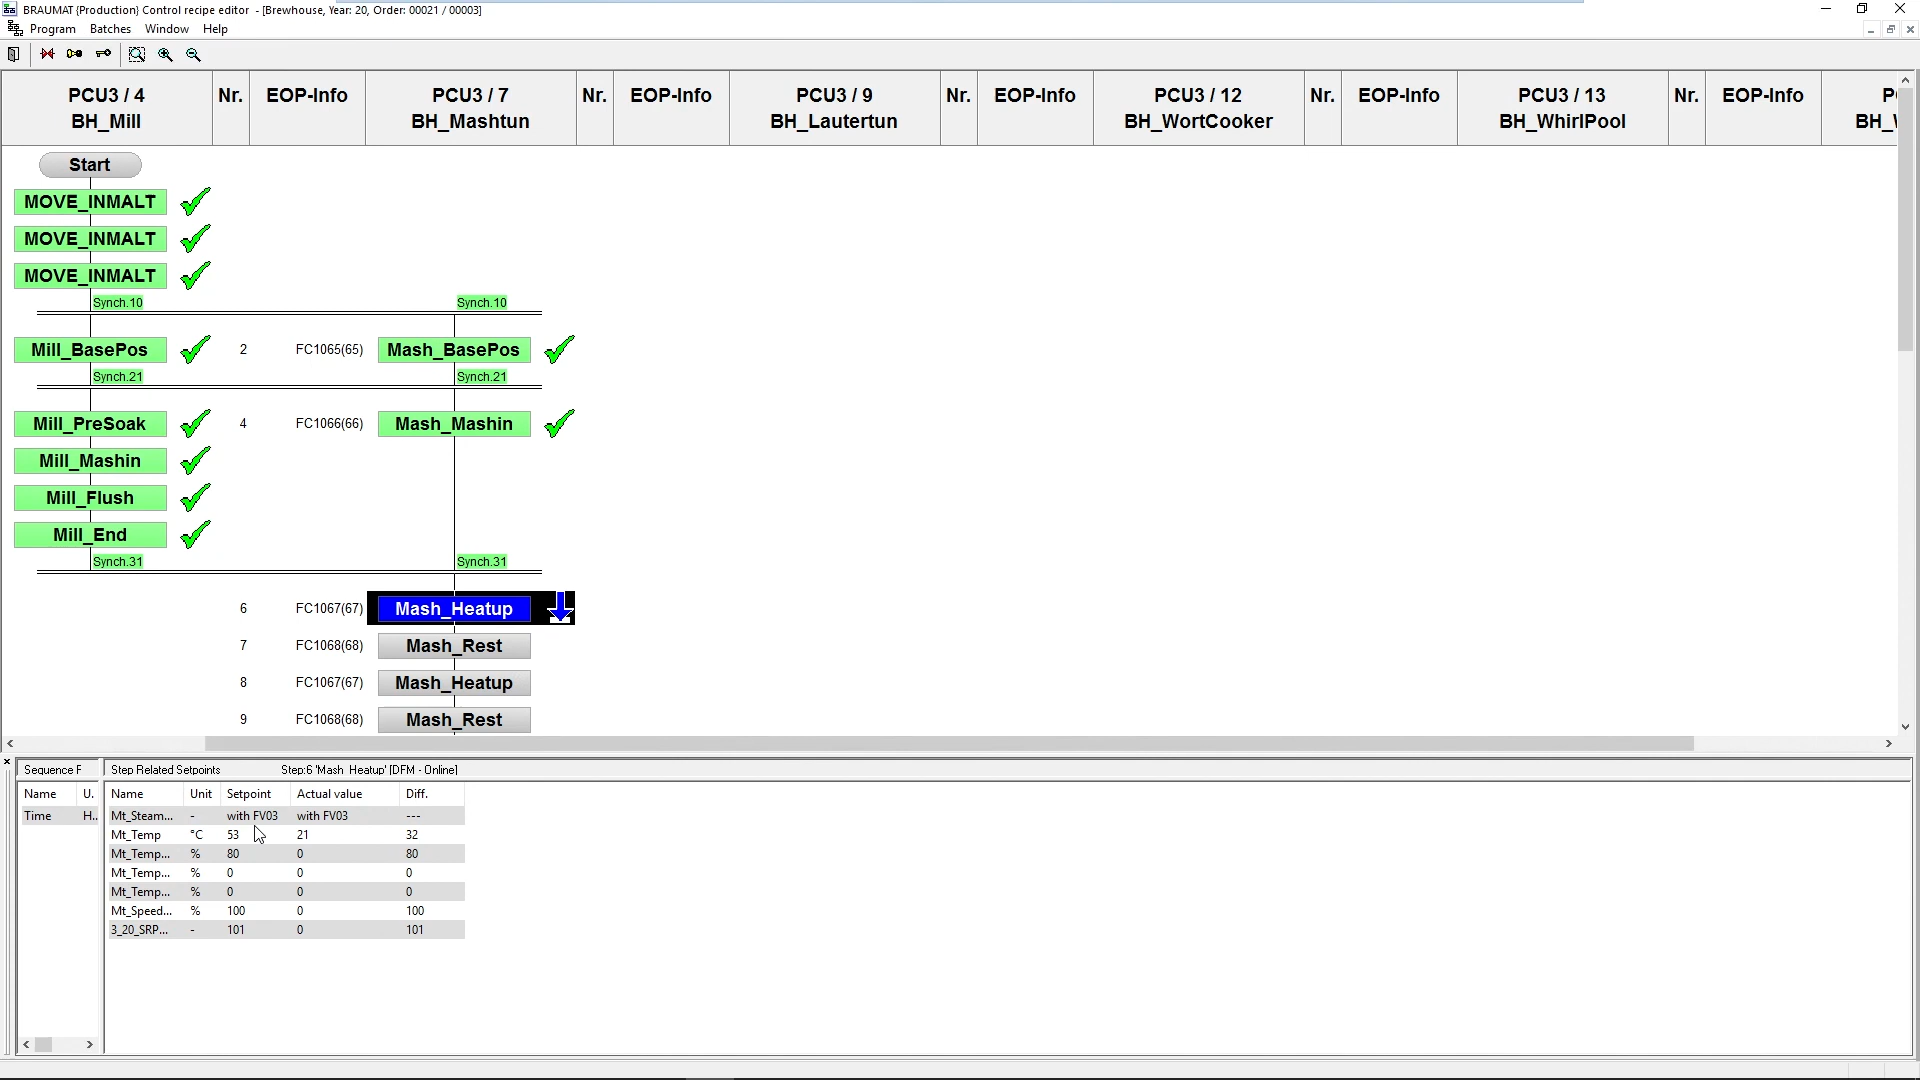 BRAUMAT {Production} Control recipe editor - [Brewhouse, Year: 20, Order: 00021 / 00003]
Program Batches Window Help
PCU3 / 4 Nr. EOP-Info PCU3 / 7 Nr. EOP-Info PCU3 / 9 Nr. EOP-Info PCU3 / 12 Nr. EOP-Info PCU3 / 13 Nr. EOP-Info
BH_Mill BH_Mashtun BH_Lautertun BH_WortCooker BH_WhirlPool
Start
MOVE_INMALT
MOVE_INMALT
MOVE_INMALT
Synch.10 Synch.10
Mill_BasePos 2 FC1065(65) Mash_BasePos
Synch.21 Synch.21
Mill_PreSoak 4 FC1066(66) Mash_Mashin
Mill_Mashin
Mill_Flush
Mill_End
Synch.31 Synch.31
6 FC1067(67) Mash_Heatup
7 FC1068(68) Mash_Rest
8 FC1067(67) Mash_Heatup
9 FC1068(68) Mash_Rest
Sequence F Step Related Setpoints Step:6 'Mash_Heatup' [DFM - Online]
Name U. Name Unit Setpoint Actual value Diff.
Time H.. Mt_Steam... - with FV03 with FV03 ---
Mt_Temp °C 53 21 32
Mt_Temp... % 80 0 80
Mt_Temp... % 0 0 0
Mt_Temp... % 0 0 0
Mt_Speed... % 100 0 100
3_20_SRP... - 101 0 101